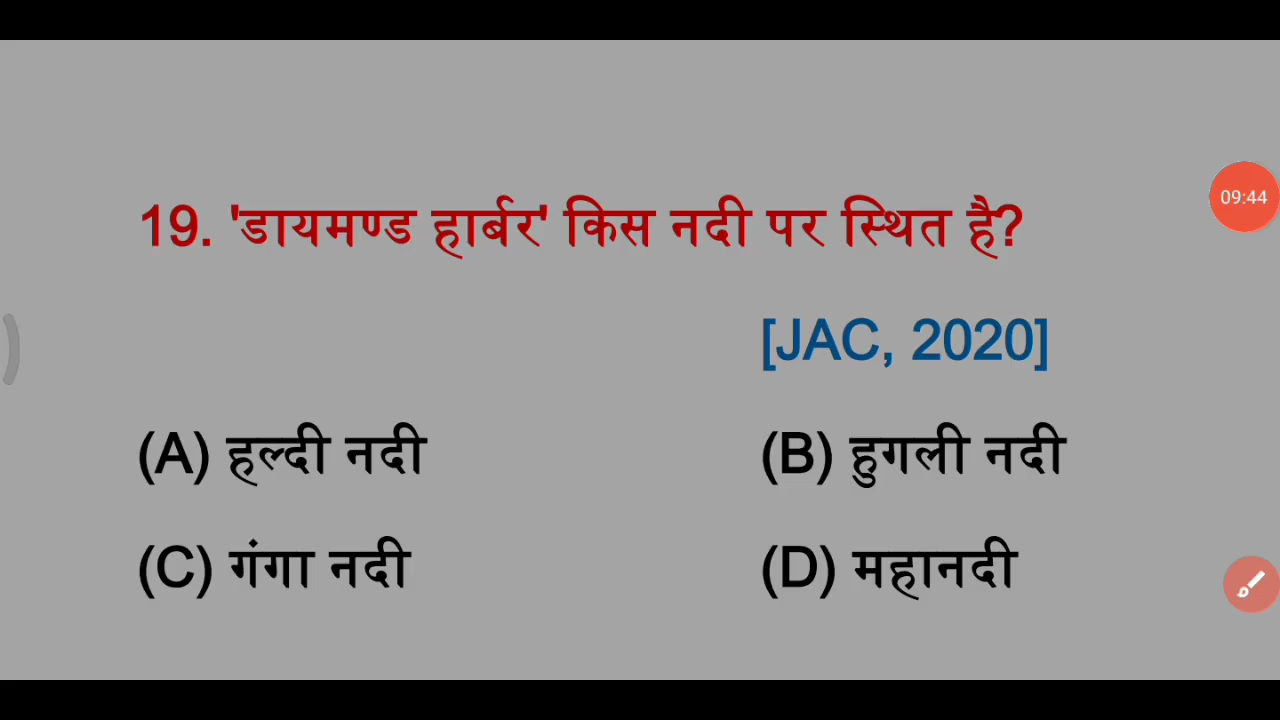 19. 'डायमण्ड हार्बर' किस नदी पर स्थित है?
09:44
[JAC, 2020]
(A) हल्दी नदी (B) हुगली नदी
(C) गंगा नदी (D) महानदी